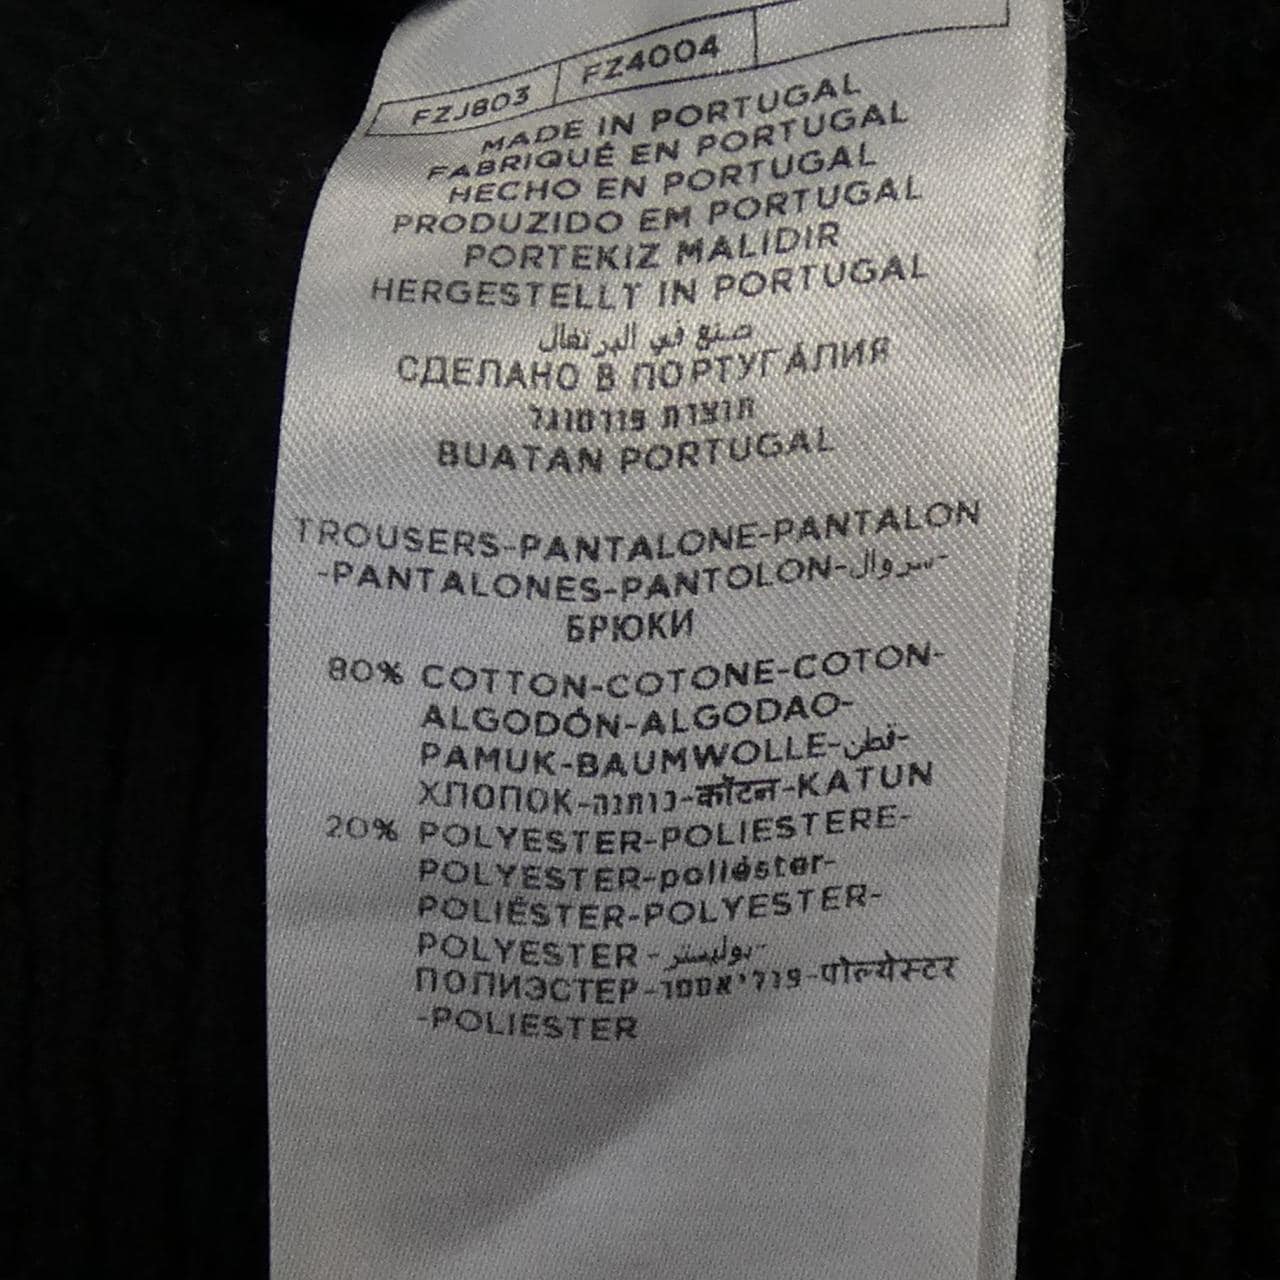 FZJ803 FZ4004
MADE IN PORTUGAL
FABRIQUÉ EN PORTUGAL
HECHO EN PORTUGAL
PRODUZIDO EM PORTUGAL
PORTEKIZ MALIDIR
HERGESTELLT IN PORTUGAL
صنع في البرتغال
СДЕЛАНО В ПОРТУГАЛИЯ
תוצרת פורטוגל
BUATAN PORTUGAL
TROUSERS-PANTALONE-PANTALON
-PANTALONES-PANTOLON-سروال-
БРЮКИ
80% COTTON-COTONE-COTON-
ALGODÓN-ALGODAO-
PAMUK-BAUMWOLLE-قطن-
ХЛОПОК-כותנה-कॉटन-KATUN
20% POLYESTER-POLIESTERE-
POLYESTER-poliéster-
POLIÉSTER-POLYESTER-
POLYESTER-بوليستر-
ПОЛИЭСТЕР-פוליאסטר-पोल्येस्टर
-POLIESTER